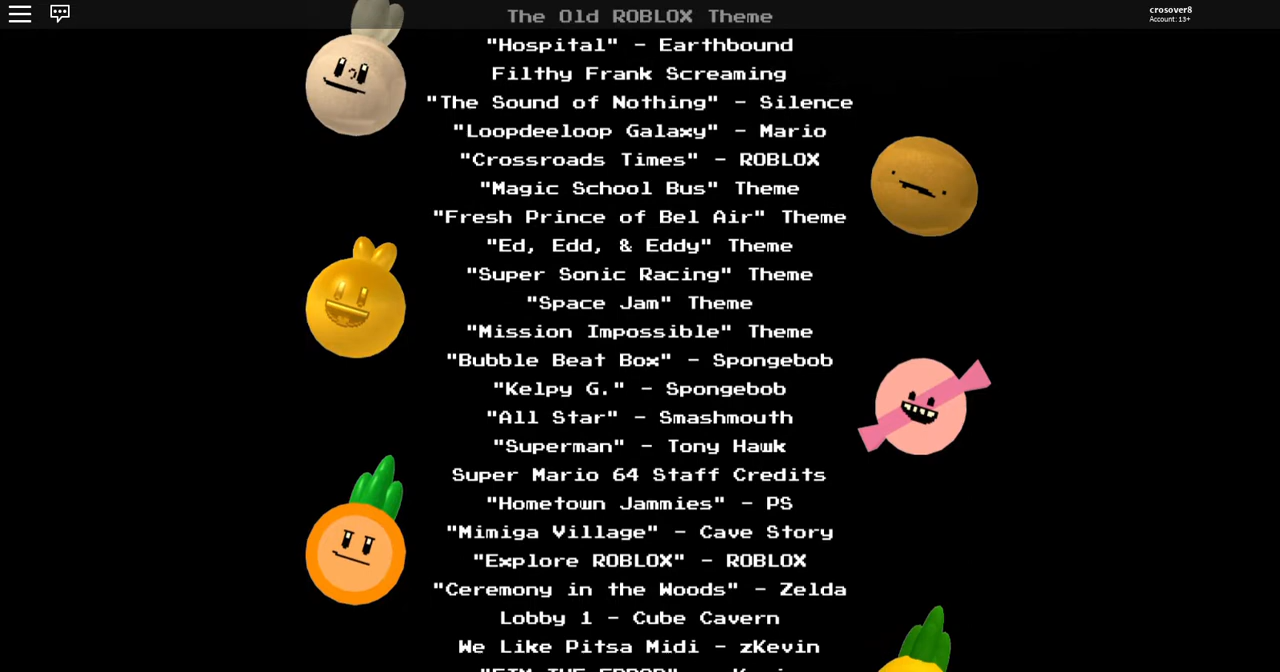 crosover8
Account: 13+
The Old ROBLOX Theme
"Hospital" - Earthbound
Filthy Frank Screaming
"The Sound of Nothing" - Silence
"Loopdeeloop Galaxy" - Mario
"Crossroads Times" - ROBLOX
"Magic School Bus" Theme
"Fresh Prince of Bel Air" Theme
"Ed, Edd, & Eddy" Theme
"Super Sonic Racing" Theme
"Space Jam" Theme
"Mission Impossible" Theme
"Bubble Beat Box" - Spongebob
"Kelpy G." - Spongebob
"All Star" - Smashmouth
"Superman" - Tony Hawk
Super Mario 64 Staff Credits
"Hometown Jammies" - PS
"Mimiga Village" - Cave Story
"Explore ROBLOX" - ROBLOX
"Ceremony in the Woods" - Zelda
Lobby 1 - Cube Cavern
We Like Pitsa Midi - zKevin